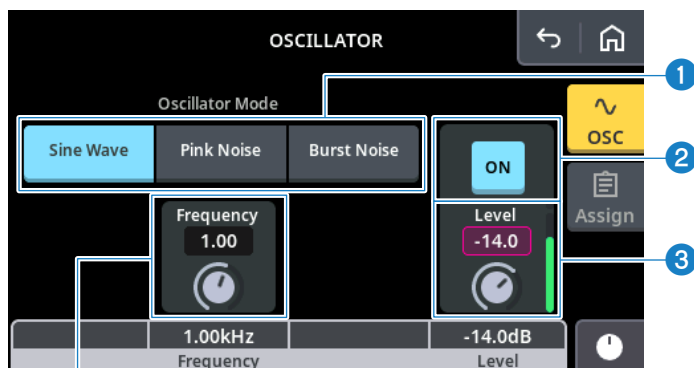 OSCILLATOR
1
Oscillator Mode
OSC
Sine Wave
Pink Noise
Burst Noise
ON
2
Frequency
1.00
Level
-14.0
Assign
3
1.00kHz
-14.0dB
Frequency
Level